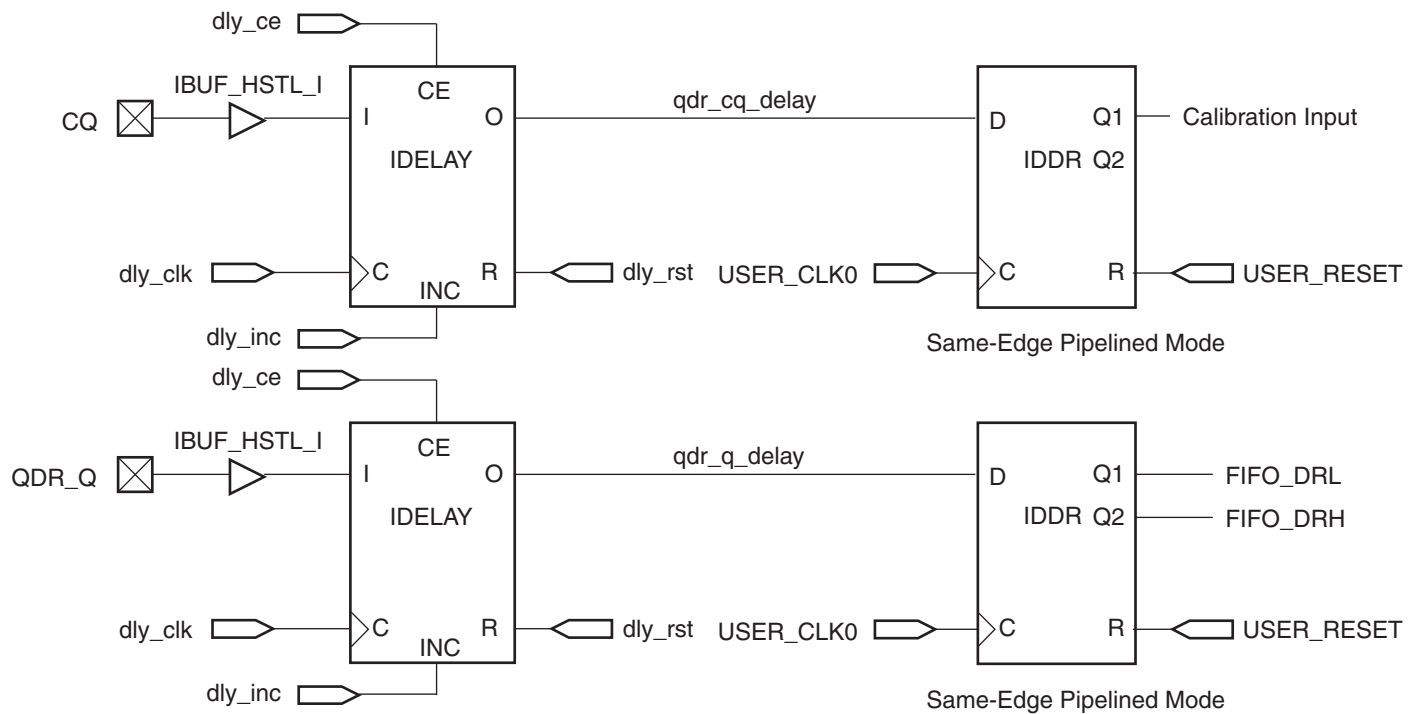 dly_ce
IBUF_HSTL_I
CQ
I
CE
O
IDELAY
qdr_cq_delay
D
Q1
IDDR Q2
Calibration Input
dly_clk
C
R
INC
dly_rst
USER_CLK0
C
R
USER_RESET
dly_inc
Same-Edge Pipelined Mode
dly_ce
IBUF_HSTL_I
QDR_Q
I
CE
O
IDELAY
qdr_q_delay
D
Q1
IDDR Q2
FIFO_DRL
FIFO_DRH
dly_clk
C
R
INC
dly_rst
USER_CLK0
C
R
USER_RESET
dly_inc
Same-Edge Pipelined Mode